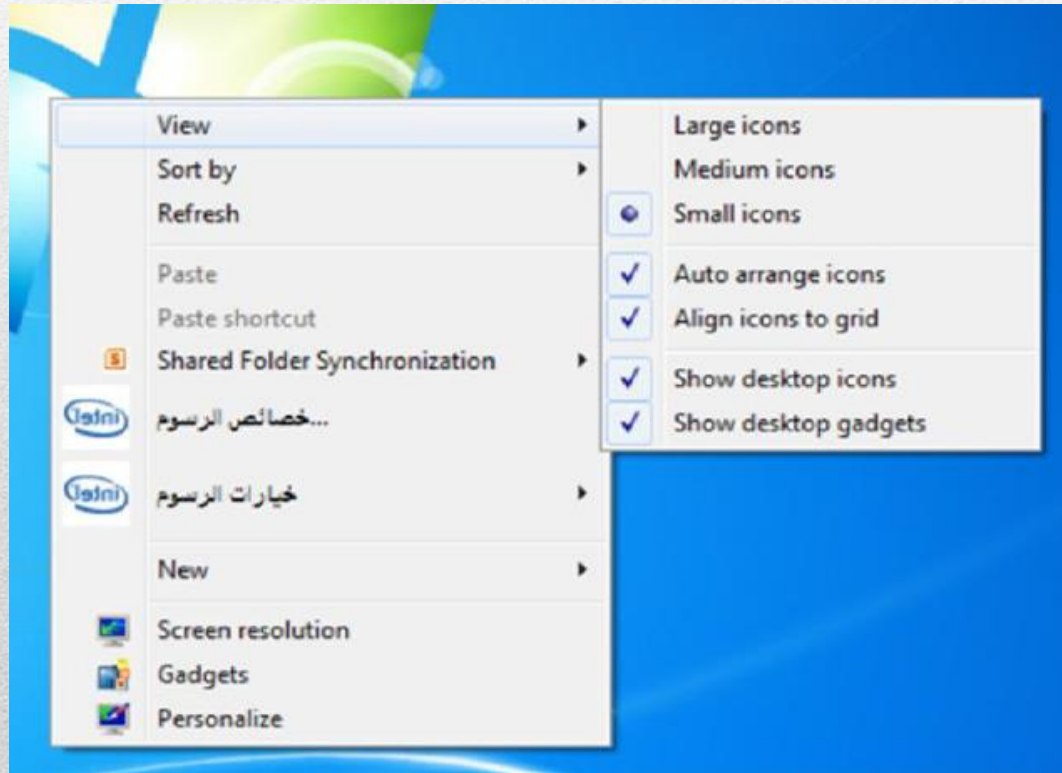 View
Sort by
Refresh
Paste
Paste shortcut
Shared Folder Synchronization
خصائص الرسوم...
خيارات الرسوم
New
Screen resolution
Gadgets
Personalize
Large icons
Medium icons
Small icons
Auto arrange icons
Align icons to grid
Show desktop icons
Show desktop gadgets